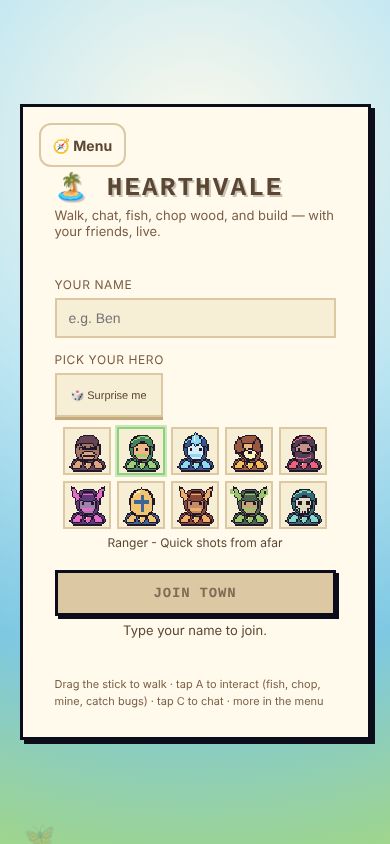 🧭 Menu
🏝️ HEARTHVALE
Walk, chat, fish, chop wood, and build — with
your friends, live.
YOUR NAME
e.g. Ben
PICK YOUR HERO
🎲 Surprise me
Ranger - Quick shots from afar
JOIN TOWN
Type your name to join.
Drag the stick to walk · tap A to interact (fish, chop,
mine, catch bugs) · tap C to chat · more in the menu